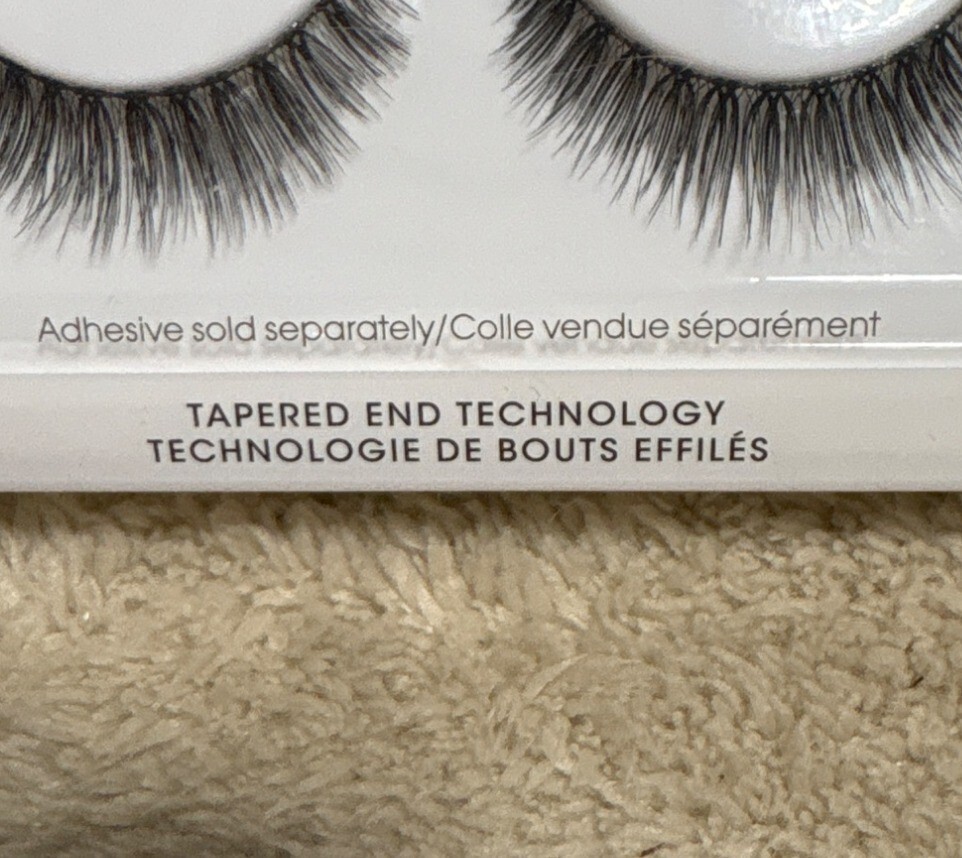 Adhesive sold separately/Colle vendue séparément
TAPERED END TECHNOLOGY
TECHNOLOGIE DE BOUTS EFFILÉS